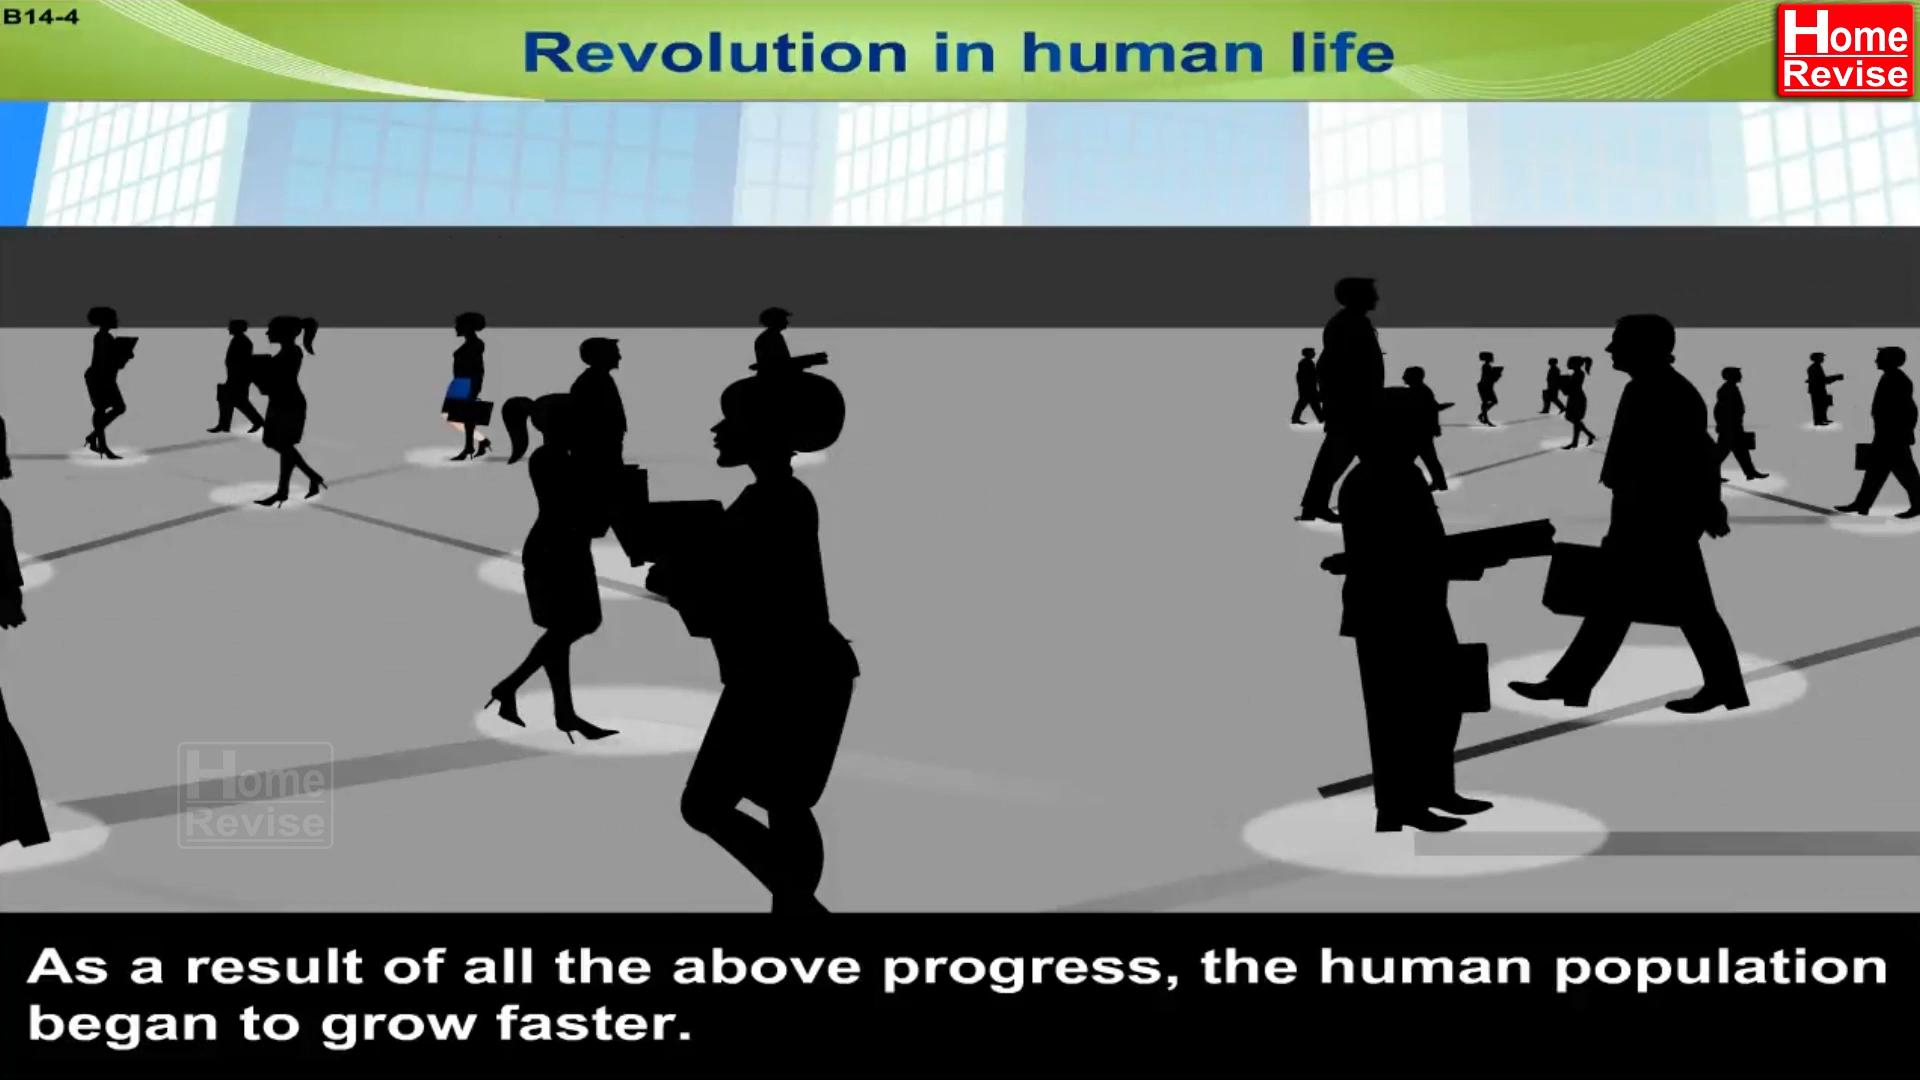 B14-4
Revolution in human life
Home
Revise
Home
Revise
As a result of all the above progress, the human population
began to grow faster.